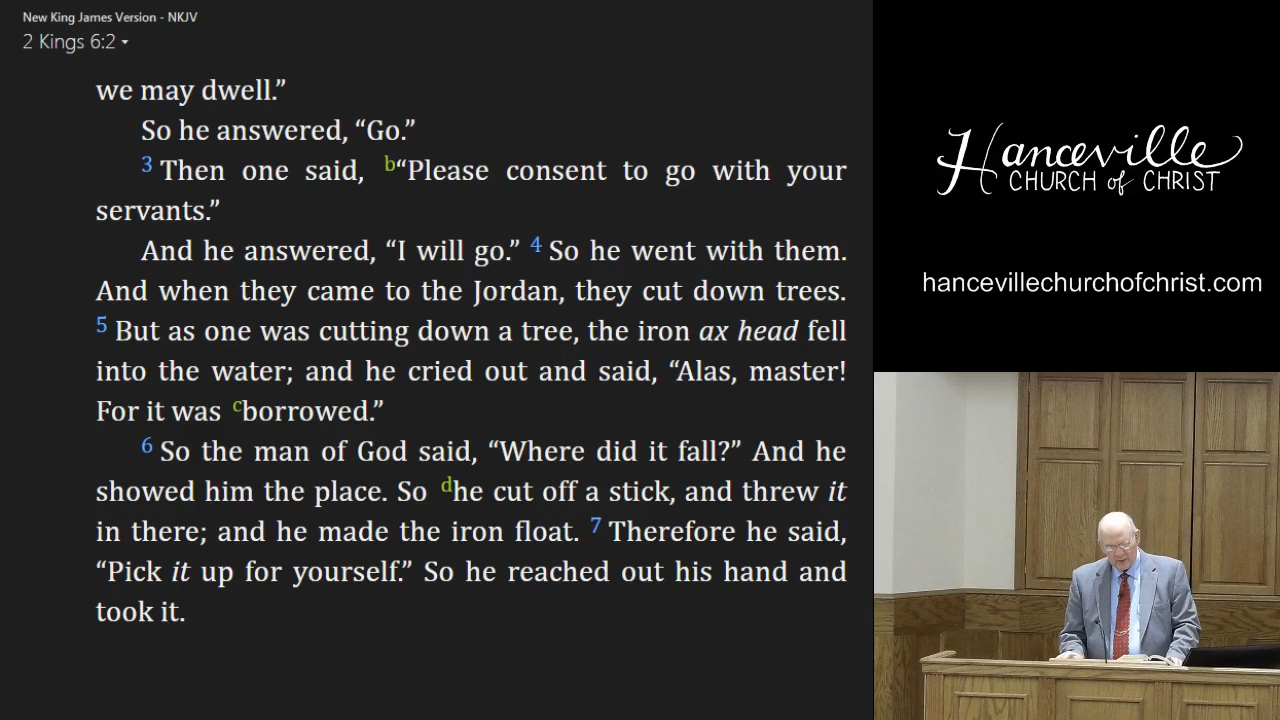 New King James Version - NKJV
2 Kings 6:2
we may dwell.”
So he answered, “Go.”
3 Then one said, b“Please consent to go with your
servants.”
And he answered, “I will go.” 4 So he went with them.
And when they came to the Jordan, they cut down trees.
5 But as one was cutting down a tree, the iron ax head fell
into the water; and he cried out and said, “Alas, master!
For it was cborrowed.”
6 So the man of God said, “Where did it fall?” And he
showed him the place. So dhe cut off a stick, and threw it
in there; and he made the iron float. 7 Therefore he said,
“Pick it up for yourself.” So he reached out his hand and
took it.
Hanceville
CHURCH of CHRIST
hancevillechurchofchrist.com